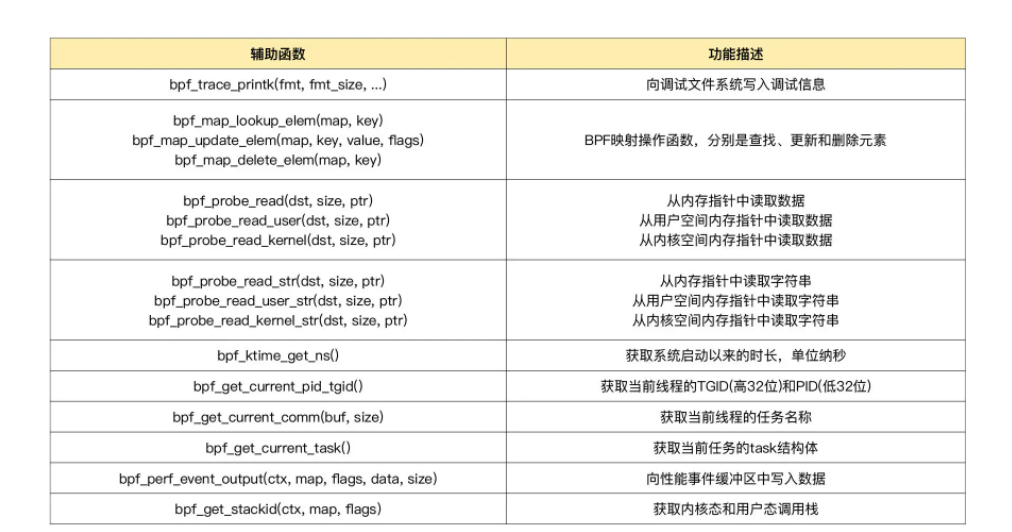 辅助函数
功能描述
bpf_trace_printk(fmt, fmt_size, ...)
向调试文件系统写入调试信息
bpf_map_lookup_elem(map, key)
bpf_map_update_elem(map, key, value, flags)
bpf_map_delete_elem(map, key)
BPF映射操作函数，分别是查找、更新和删除元素
bpf_probe_read(dst, size, ptr)
bpf_probe_read_user(dst, size, ptr)
bpf_probe_read_kernel(dst, size, ptr)
从内存指针中读取数据
从用户空间内存指针中读取数据
从内核空间内存指针中读取数据
bpf_probe_read_str(dst, size, ptr)
bpf_probe_read_user_str(dst, size, ptr)
bpf_probe_read_kernel_str(dst, size, ptr)
从内存指针中读取字符串
从用户空间内存指针中读取字符串
从内核空间内存指针中读取字符串
bpf_ktime_get_ns()
获取系统启动以来的时长，单位纳秒
bpf_get_current_pid_tgid()
获取当前线程的TGID(高32位)和PID(低32位)
bpf_get_current_comm(buf, size)
获取当前线程的任务名称
bpf_get_current_task()
获取当前任务的task结构体
bpf_perf_event_output(ctx, map, flags, data, size)
向性能事件缓冲区中写入数据
bpf_get_stackid(ctx, map, flags)
获取内核态和用户态调用栈